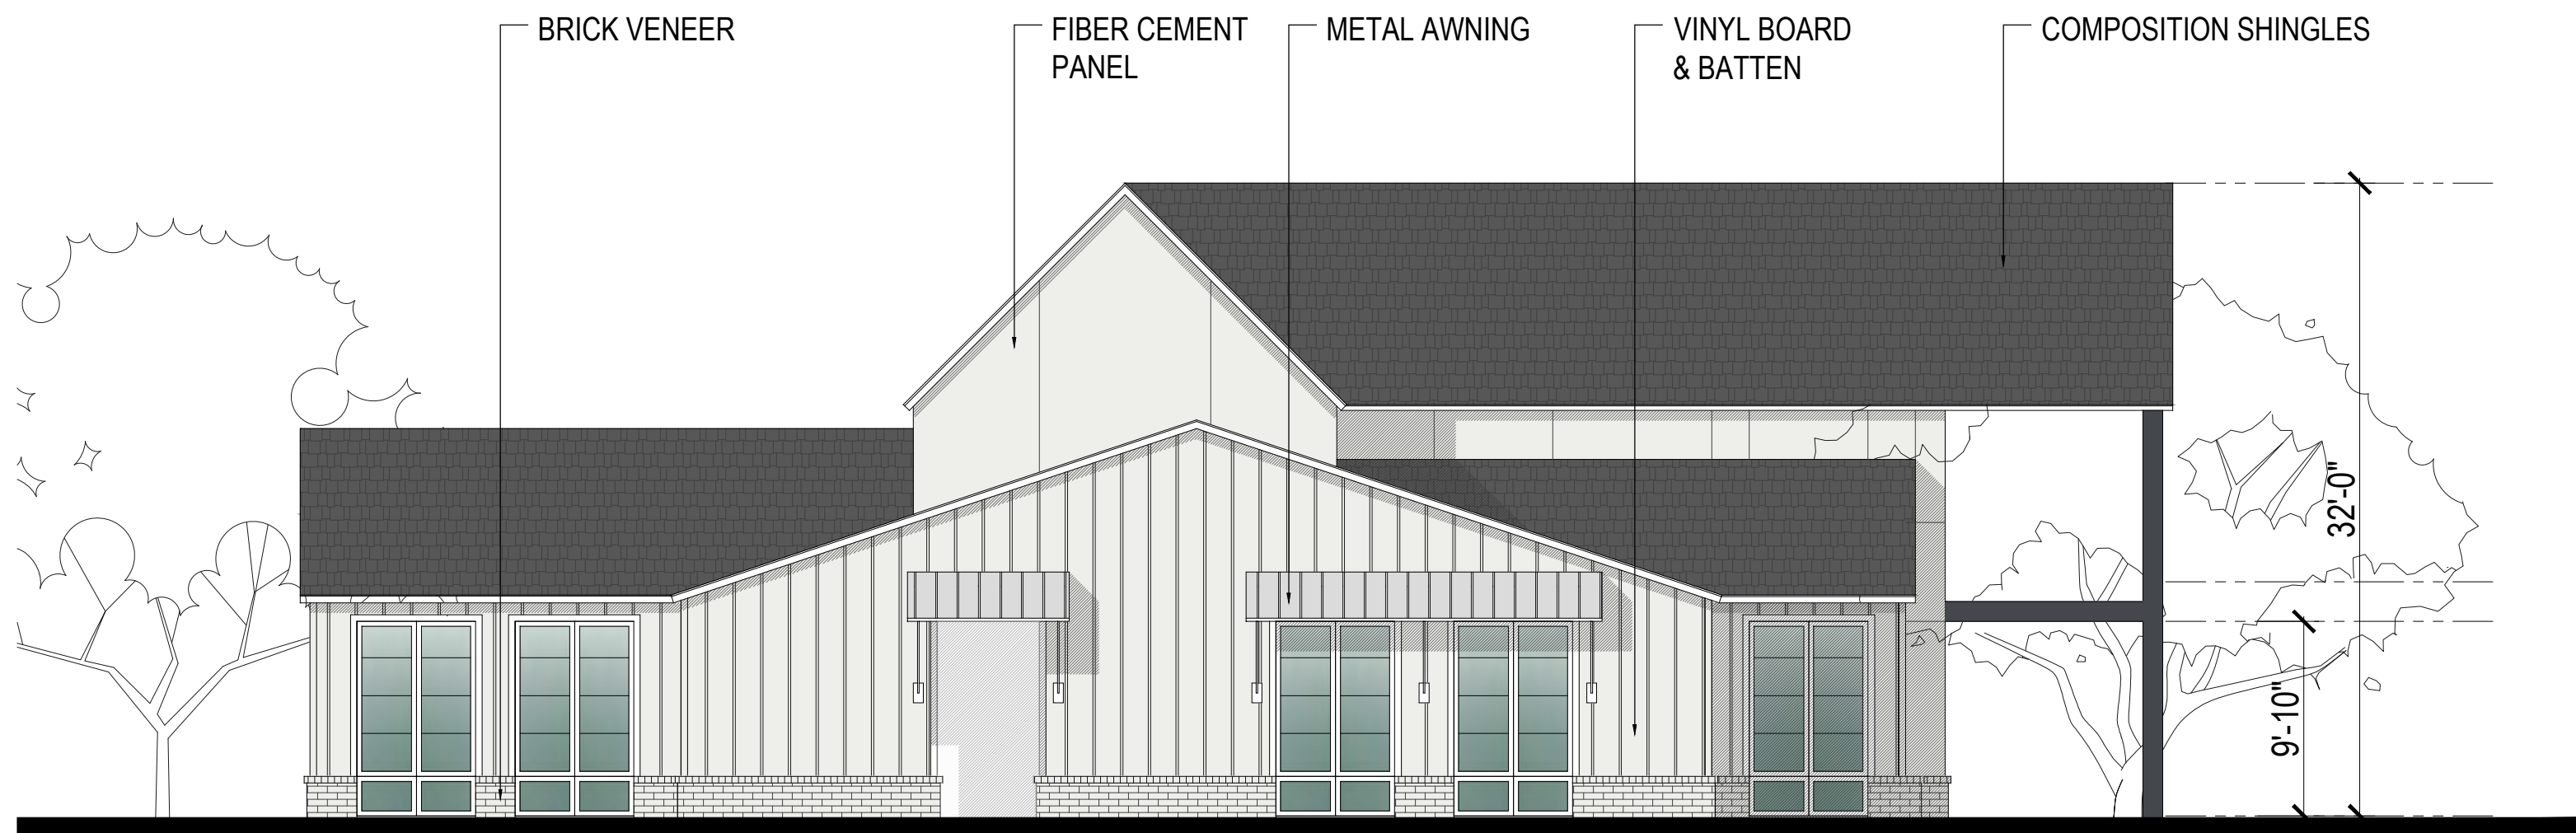 BRICK VENEER
FIBER CEMENT
PANEL
METAL AWNING
VINYL BOARD
& BATTEN
COMPOSITION SHINGLES
32'-0"
9'-10"